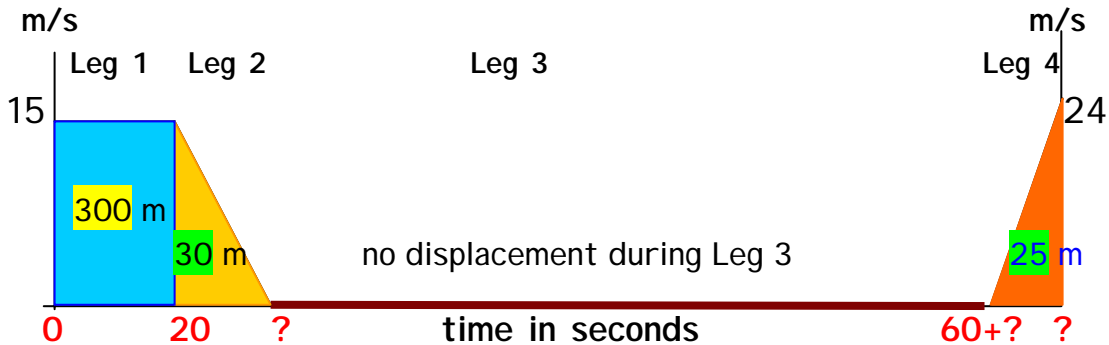 m/s m/s
Leg 1 Leg 2 Leg 3 Leg 4
15 24
300 m
30 m no displacement during Leg 3 25 m
0 20 ? time in seconds 60+? ?